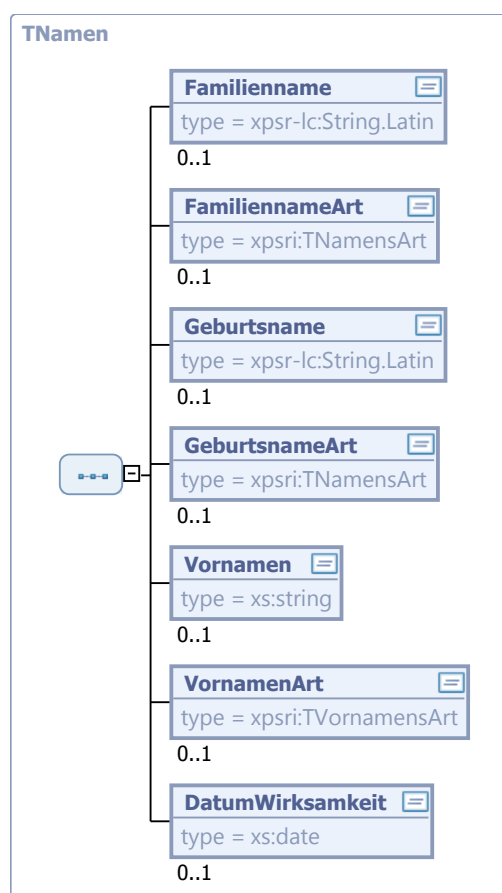 TNamen
Familienname
type = xpsr-lc:String.Latin
0..1
FamiliennameArt
type = xpsri:TNamensArt
0..1
Geburtsname
type = xpsr-lc:String.Latin
0..1
GeburtsnameArt
type = xpsri:TNamensArt
0..1
Vornamen
type = xs:string
0..1
VornamenArt
type = xpsri:TVornamensArt
0..1
DatumWirksamkeit
type = xs:date
0..1